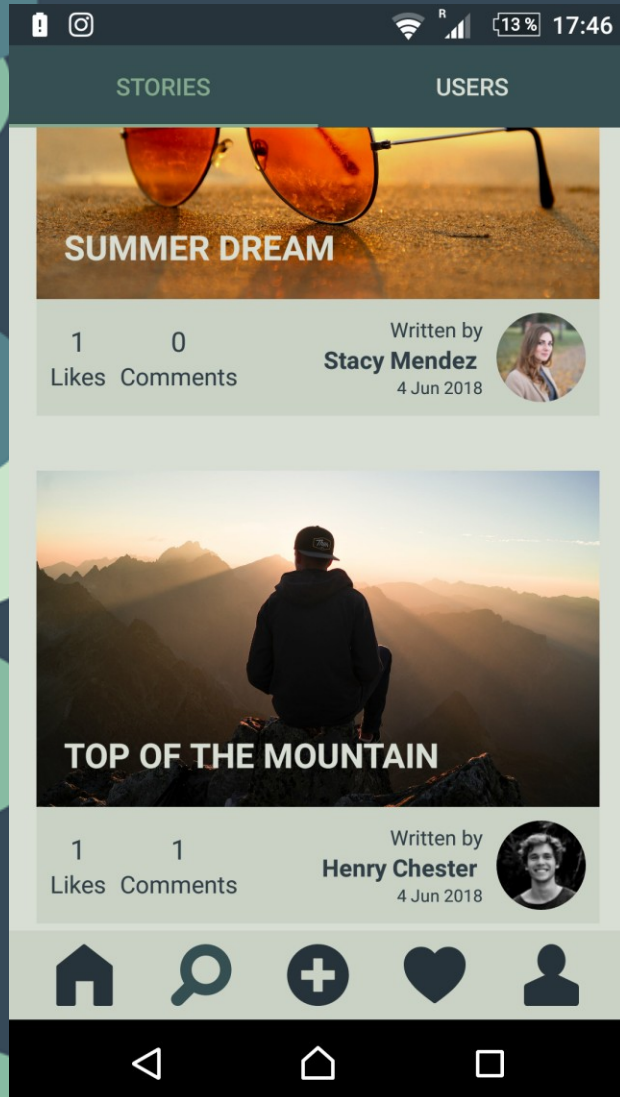 R
13 % 17:46
STORIES USERS
SUMMER DREAM
1 0 Written by
Likes Comments Stacy Mendez
4 Jun 2018
TOP OF THE MOUNTAIN
1 1 Written by
Likes Comments Henry Chester
4 Jun 2018